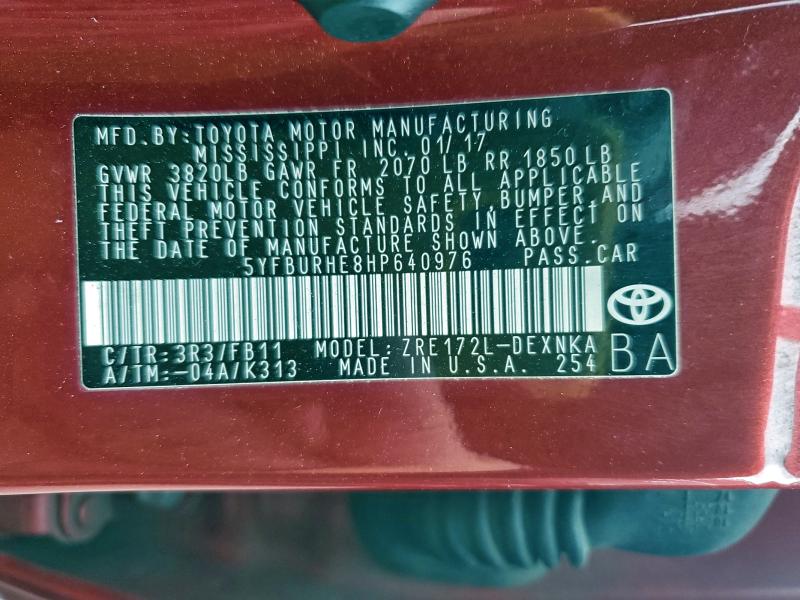 MFD. BY: TOYOTA MOTOR MANUFACTURING
MISSISSIPPI INC. 01/17
GVWR 3820LB GAWR FR 2070 LB RR 1850 LB
THIS VEHICLE CONFORMS TO ALL APPLICABLE
FEDERAL MOTOR VEHICLE SAFETY, BUMPER, AND
THEFT PREVENTION STANDARDS IN EFFECT ON
THE DATE OF MANUFACTURE SHOWN ABOVE.
5YFBURHE8HP640976 PASS. CAR
C/TR: 3R3/FB11 MODEL: ZRE172L-DEXNKA
A/TM: -04A/K313 MADE IN U.S.A. 254
BA